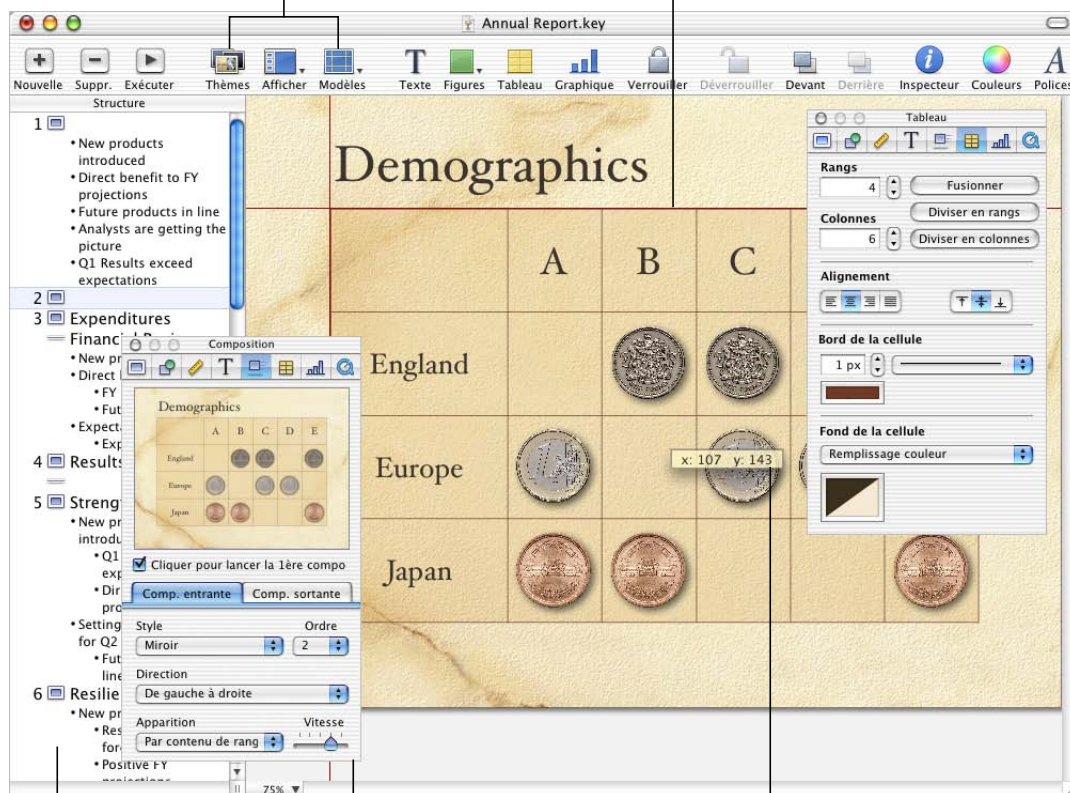 Annual Report.key
Nouvelle Suppr. Exécuter Thèmes Afficher Modèles Texte Figures Tableau Graphique Verrouiller Déverrouiller Devant Derrière Inspecteur Couleurs Polices
Structure
1
• New products
introduced
• Direct benefit to FY
projections
• Future products in line
• Analysts are getting the
picture
• Q1 Results exceed
expectations
2
3 Expenditures
• New pr
• Direct
• FY
• Fut
• Expect
• Exp
4 Results
5 Streng
• New pr
introdu
• Q1
exp
• Dir
pro
• Setting
for Q2
• Fut
line
6 Resilie
• New pr
• Res
for
• Positive FY
75%
Demographics
A B C
England
Europe
Japan
x: 107 y: 143
Composition
Demographics
A B C D E
England
Europe
Japan
Cliquer pour lancer la 1ère compo
Comp. entrante Comp. sortante
Style Ordre
Miroir 2
Direction
De gauche à droite
Apparition Vitesse
Par contenu de rang
Tableau
Rangs
4 Fusionner
Diviser en rangs
Colonnes
6 Diviser en colonnes
Alignement
Bord de la cellule
1 px
Fond de la cellule
Remplissage couleur